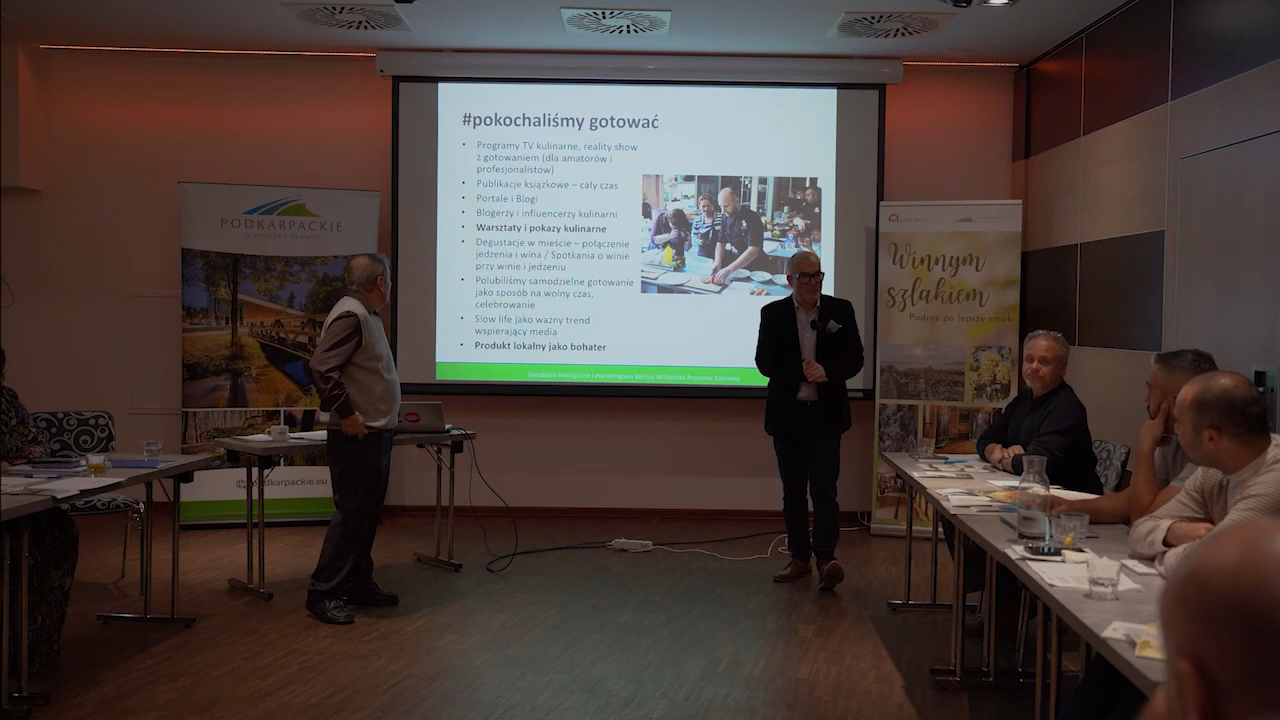 #pokochaliśmy gotować
• Programy TV kulinarne, reality show
z gotowaniem (dla amatorów i
profesjonalistów)
• Publikacje książkowe – cały czas
• Portale i Blogi
• Blogerzy i influencerzy kulinarni
• Warsztaty i pokazy kulinarne
• Degustacje w mieście – połączenie
jedzenia i wina / Spotkania o winie
przy winie i jedzeniu
• Polubiliśmy samodzielne gotowanie
jako sposób na wolny czas,
celebrowanie
• Slow life jako ważny trend
wspierający media
• Produkt lokalny jako bohater
PODKARPACKIE
przestrzeń otwarta
podkarpackie.eu
Winnym
szlakiem
Podróż po lepszy smak